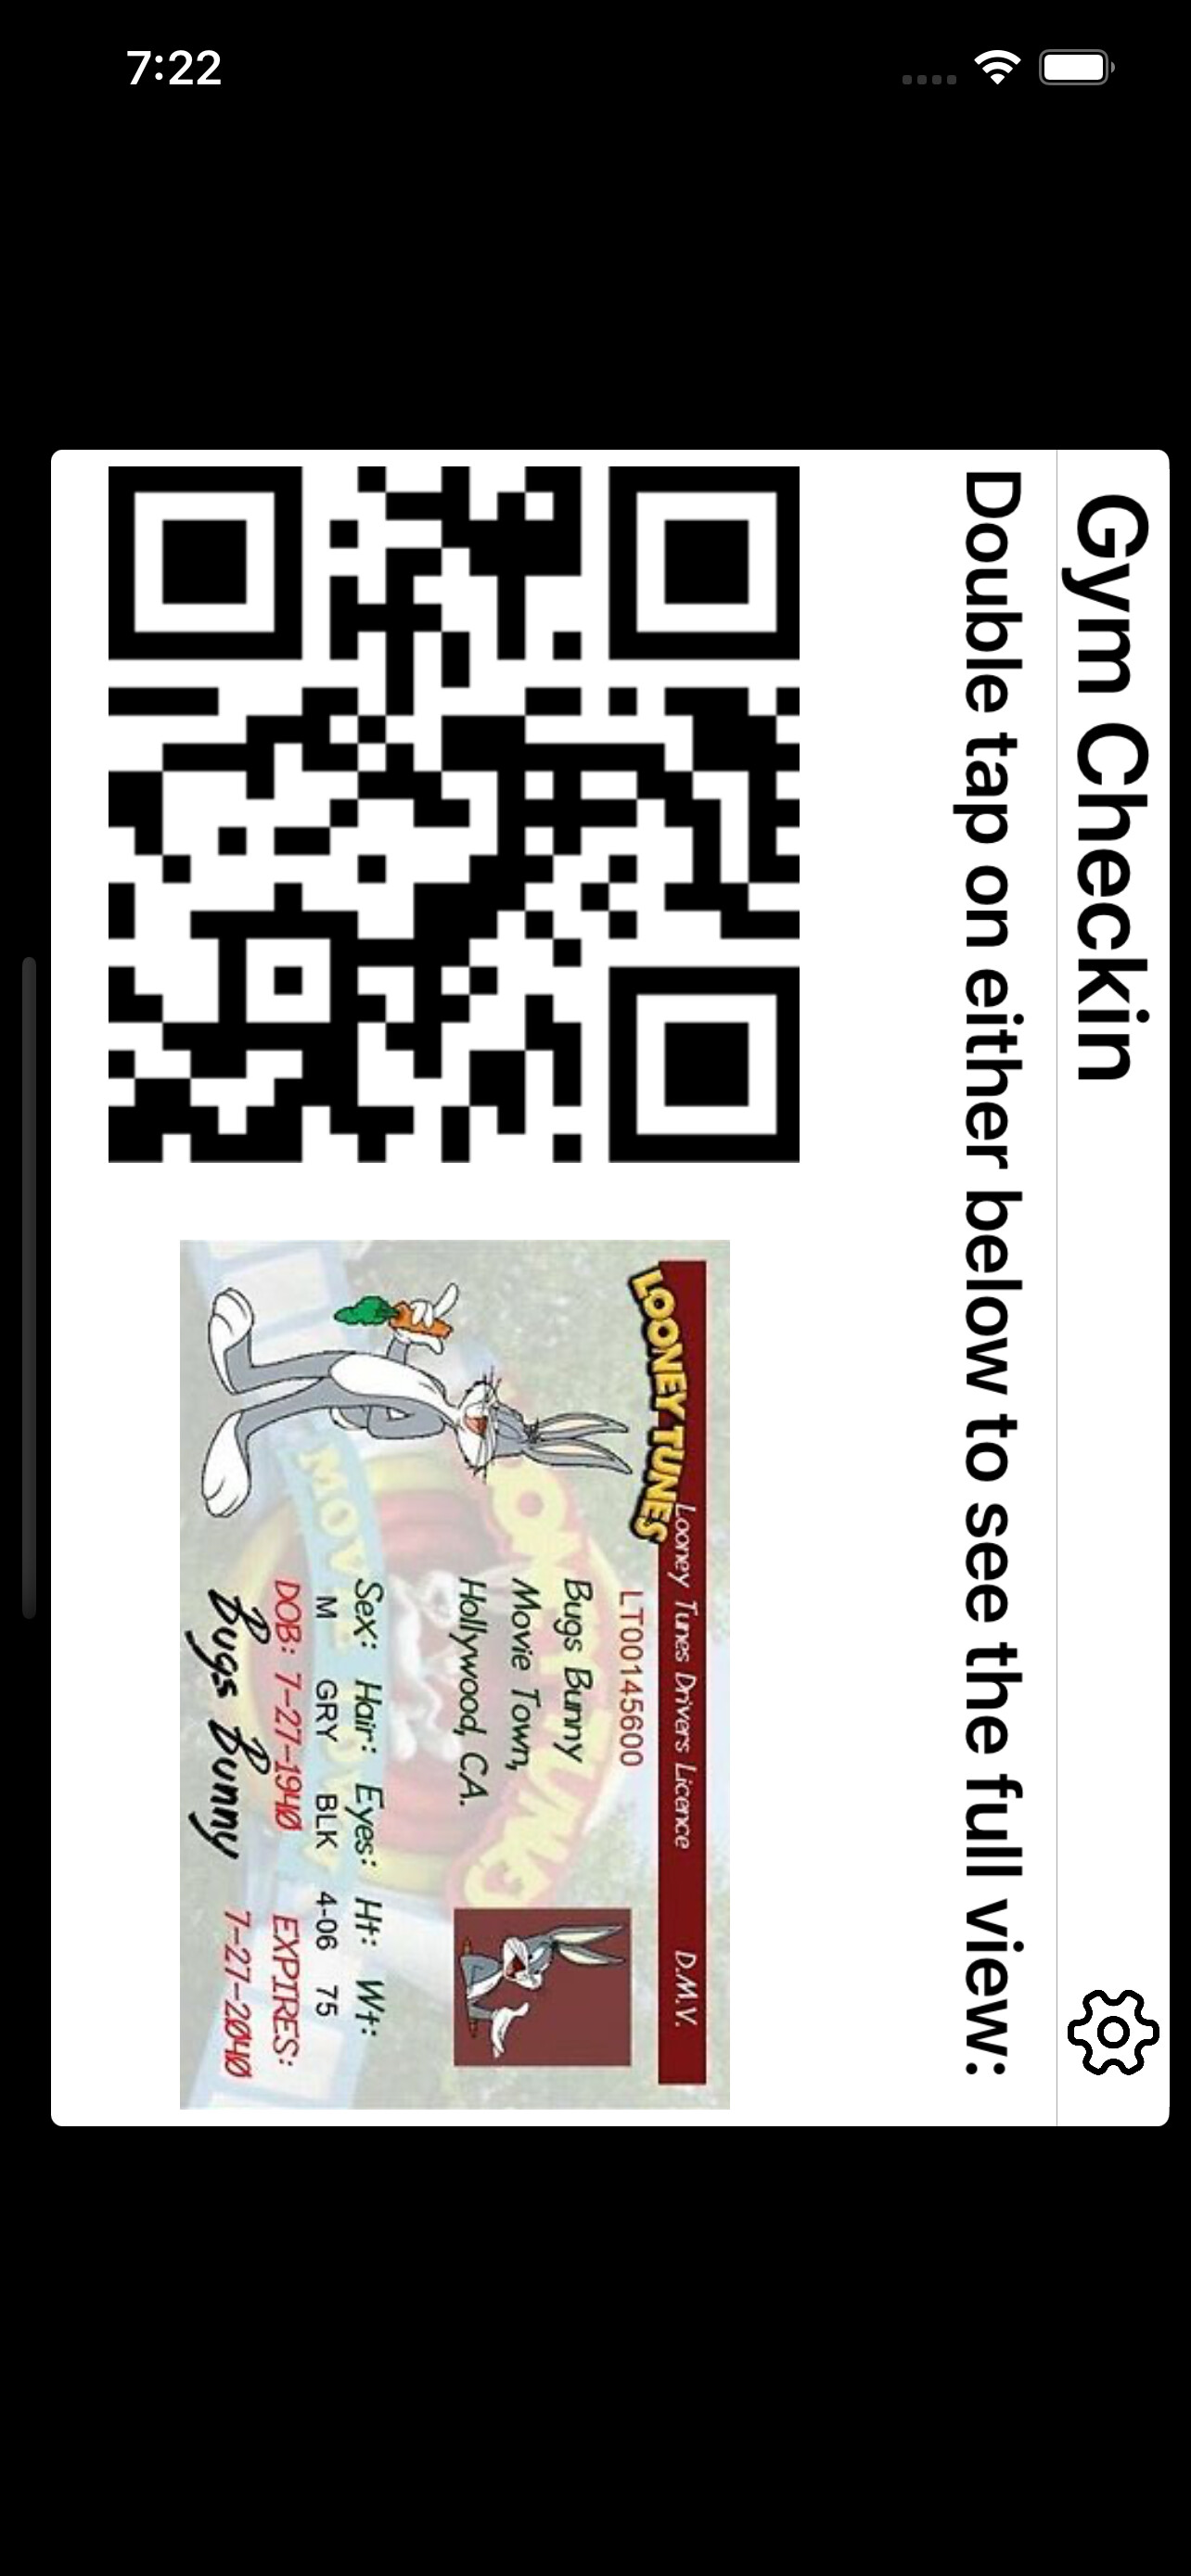 7:22
Gym Checkin
Double tap on either below to see the full view:
LOONEY TUNES
Looney Tunes Drivers Licence D.M.V.
LT00145600
Bugs Bunny
Movie Town,
Hollywood, CA.
Sex: Hair: Eyes: Ht: Wt:
M GRY BLK 4-06 75
DOB: 7-27-1940 EXPIRES:
7-27-2040
Bugs Bunny